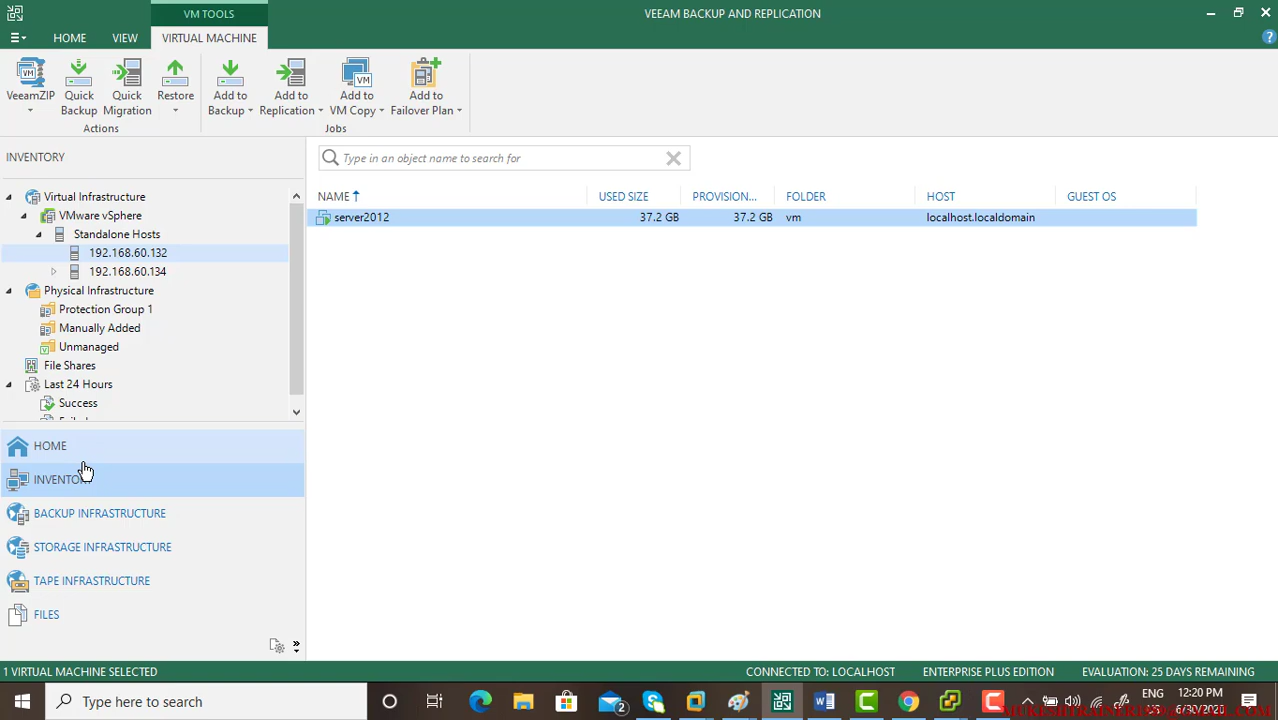 VM TOOLS
VEEAM BACKUP AND REPLICATION
HOME
VIEW
VIRTUAL MACHINE
VeeamZIP
Quick Backup
Quick Migration
Restore
Actions
Add to Backup
Add to Replication
Add to VM Copy
Add to Failover Plan
Jobs
VM
INVENTORY
Type in an object name to search for
Virtual Infrastructure
VMware vSphere
Standalone Hosts
192.168.60.132
192.168.60.134
Physical Infrastructure
Protection Group 1
Manually Added
Unmanaged
File Shares
Last 24 Hours
Success
NAME
USED SIZE
PROVISION...
FOLDER
HOST
GUEST OS
server2012
37.2 GB
37.2 GB
vm
localhost.localdomain
HOME
INVENTORY
BACKUP INFRASTRUCTURE
STORAGE INFRASTRUCTURE
TAPE INFRASTRUCTURE
FILES
1 VIRTUAL MACHINE SELECTED
CONNECTED TO: LOCALHOST
ENTERPRISE PLUS EDITION
EVALUATION: 25 DAYS REMAINING
Type here to search
2
ENG
12:20 PM
6/30/2020